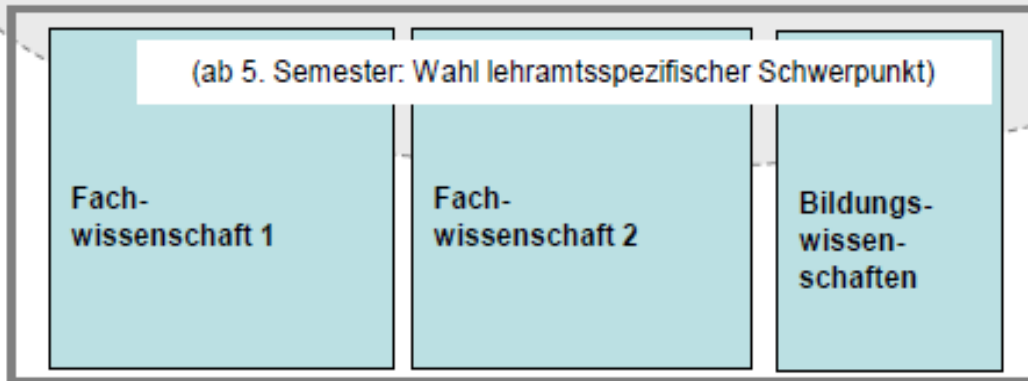 (ab 5. Semester: Wahl lehramtsspezifischer Schwerpunkt)
Fach-
wissenschaft 1
Fach-
wissenschaft 2
Bildungs-
wissen-
schaften